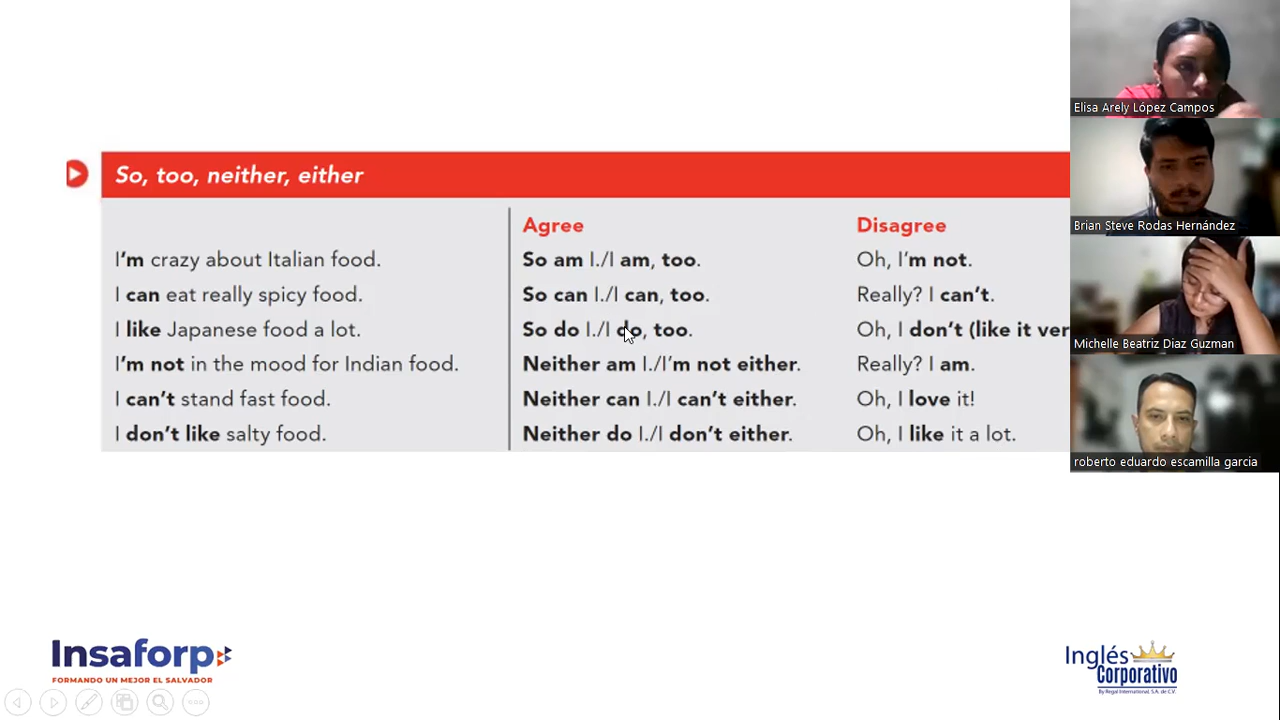 So, too, neither, either
Agree
Disagree
I'm crazy about Italian food.
So am I./I am, too.
Oh, I'm not.
I can eat really spicy food.
So can I./I can, too.
Really? I can't.
I like Japanese food a lot.
So do I./I do, too.
Oh, I don't (like it ver
I'm not in the mood for Indian food.
Neither am I./I'm not either.
Really? I am.
I can't stand fast food.
Neither can I./I can't either.
Oh, I love it!
I don't like salty food.
Neither do I./I don't either.
Oh, I like it a lot.
Elisa Arely López Campos
Brian Steve Rodas Hernández
Michelle Beatriz Diaz Guzman
roberto eduardo escamilla garcia
Insaforp
FORMANDO UN MEJOR EL SALVADOR
Inglés
Corporativo
By Regal International, S.A. de C.V.